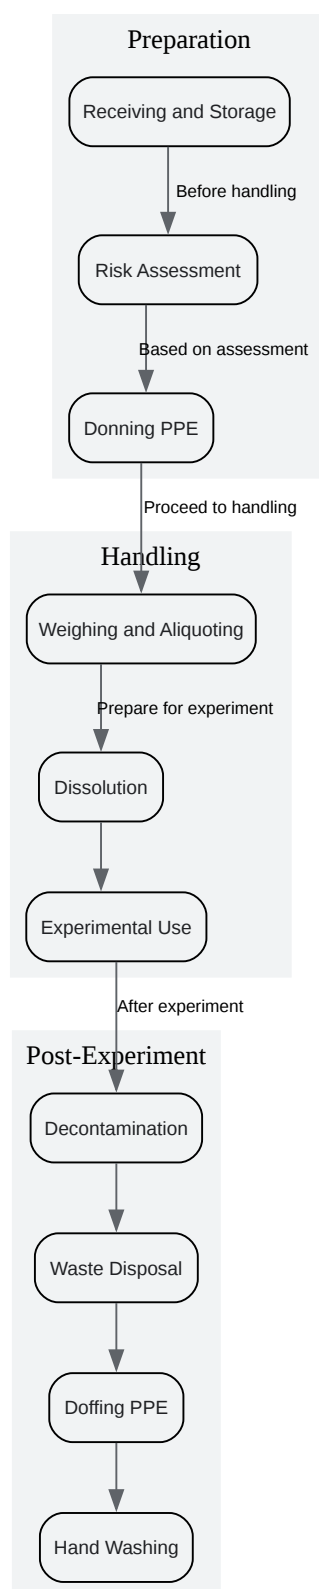 Preparation
Receiving and Storage
Before handling
Risk Assessment
Based on assessment
Donning PPE
Proceed to handling
Handling
Weighing and Aliquoting
Prepare for experiment
Dissolution
Experimental Use
After experiment
Post-Experiment
Decontamination
Waste Disposal
Doffing PPE
Hand Washing